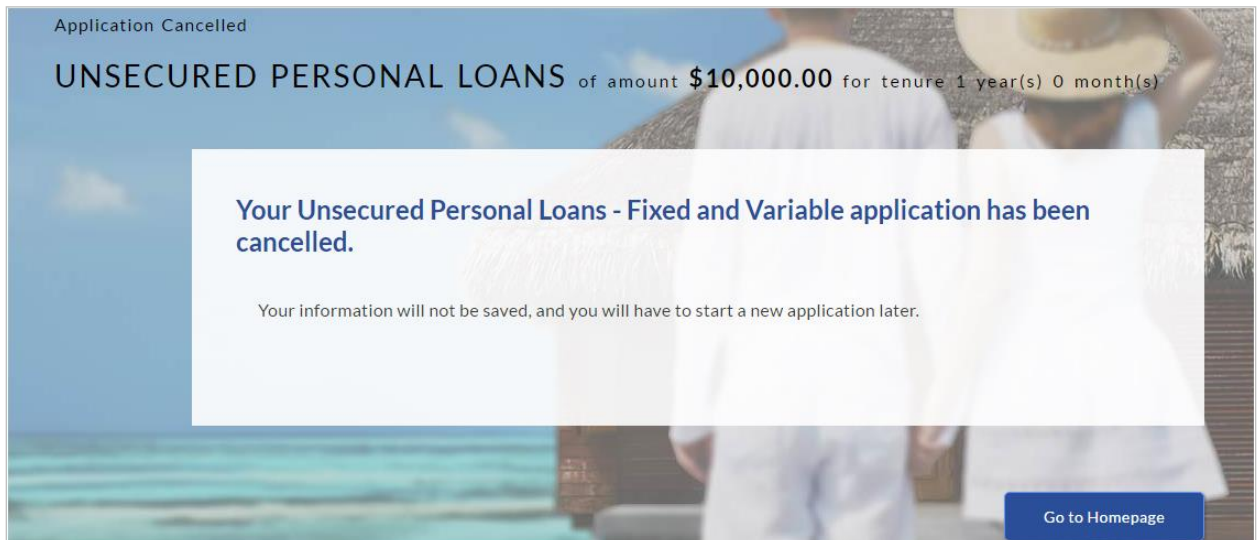 Application Cancelled
UNSECURED PERSONAL LOANS of amount $10,000.00 for tenure 1 year(s) 0 month(s)
Your Unsecured Personal Loans - Fixed and Variable application has been
cancelled.
Your information will not be saved, and you will have to start a new application later.
Go to Homepage